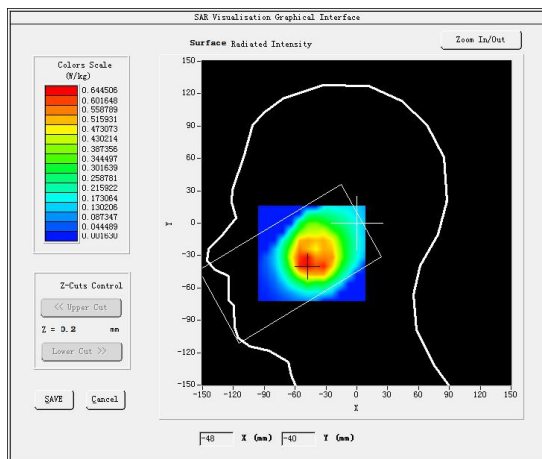 SAR Visualisation Graphical Interface
Surface Radiated Intensity
Zoom In/Out
Colors Scale
(W/kg)
0.644506
0.601648
0.558789
0.515931
0.473073
0.430214
0.387356
0.344497
0.301639
0.258781
0.215922
0.173064
0.130206
0.087347
0.044489
0.001630
Z-Cuts Control
<< Upper Cut
Z = 0.2 mm
Lower Cut >>
SAVE Cancel
150
120
90
60
30
0
-30
-60
-90
-120
-150
Y
-150 -120 -90 -60 -30 0 30 60 90 120 150
X
-48 X (mm) -40 Y (mm)